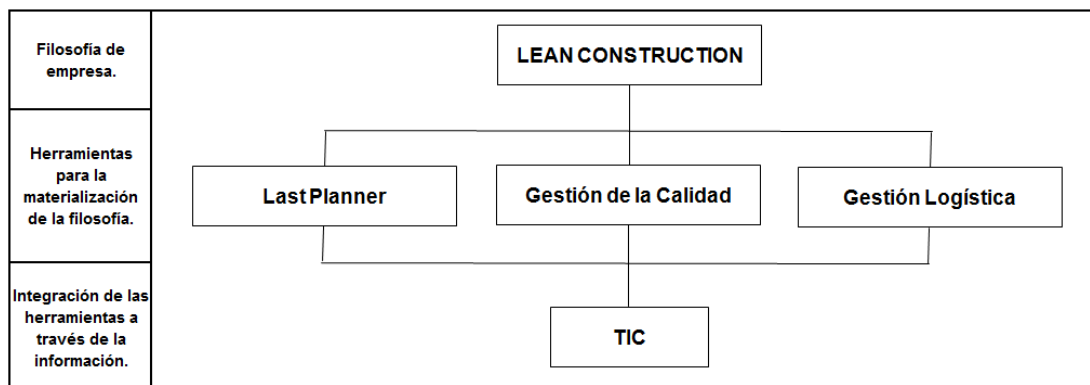 Filosofía de
empresa.
LEAN CONSTRUCTION
Herramientas
para la
materialización
de la filosofía.
Last Planner
Gestión de la Calidad
Gestión Logística
Integración de las
herramientas a
través de la
información.
TIC